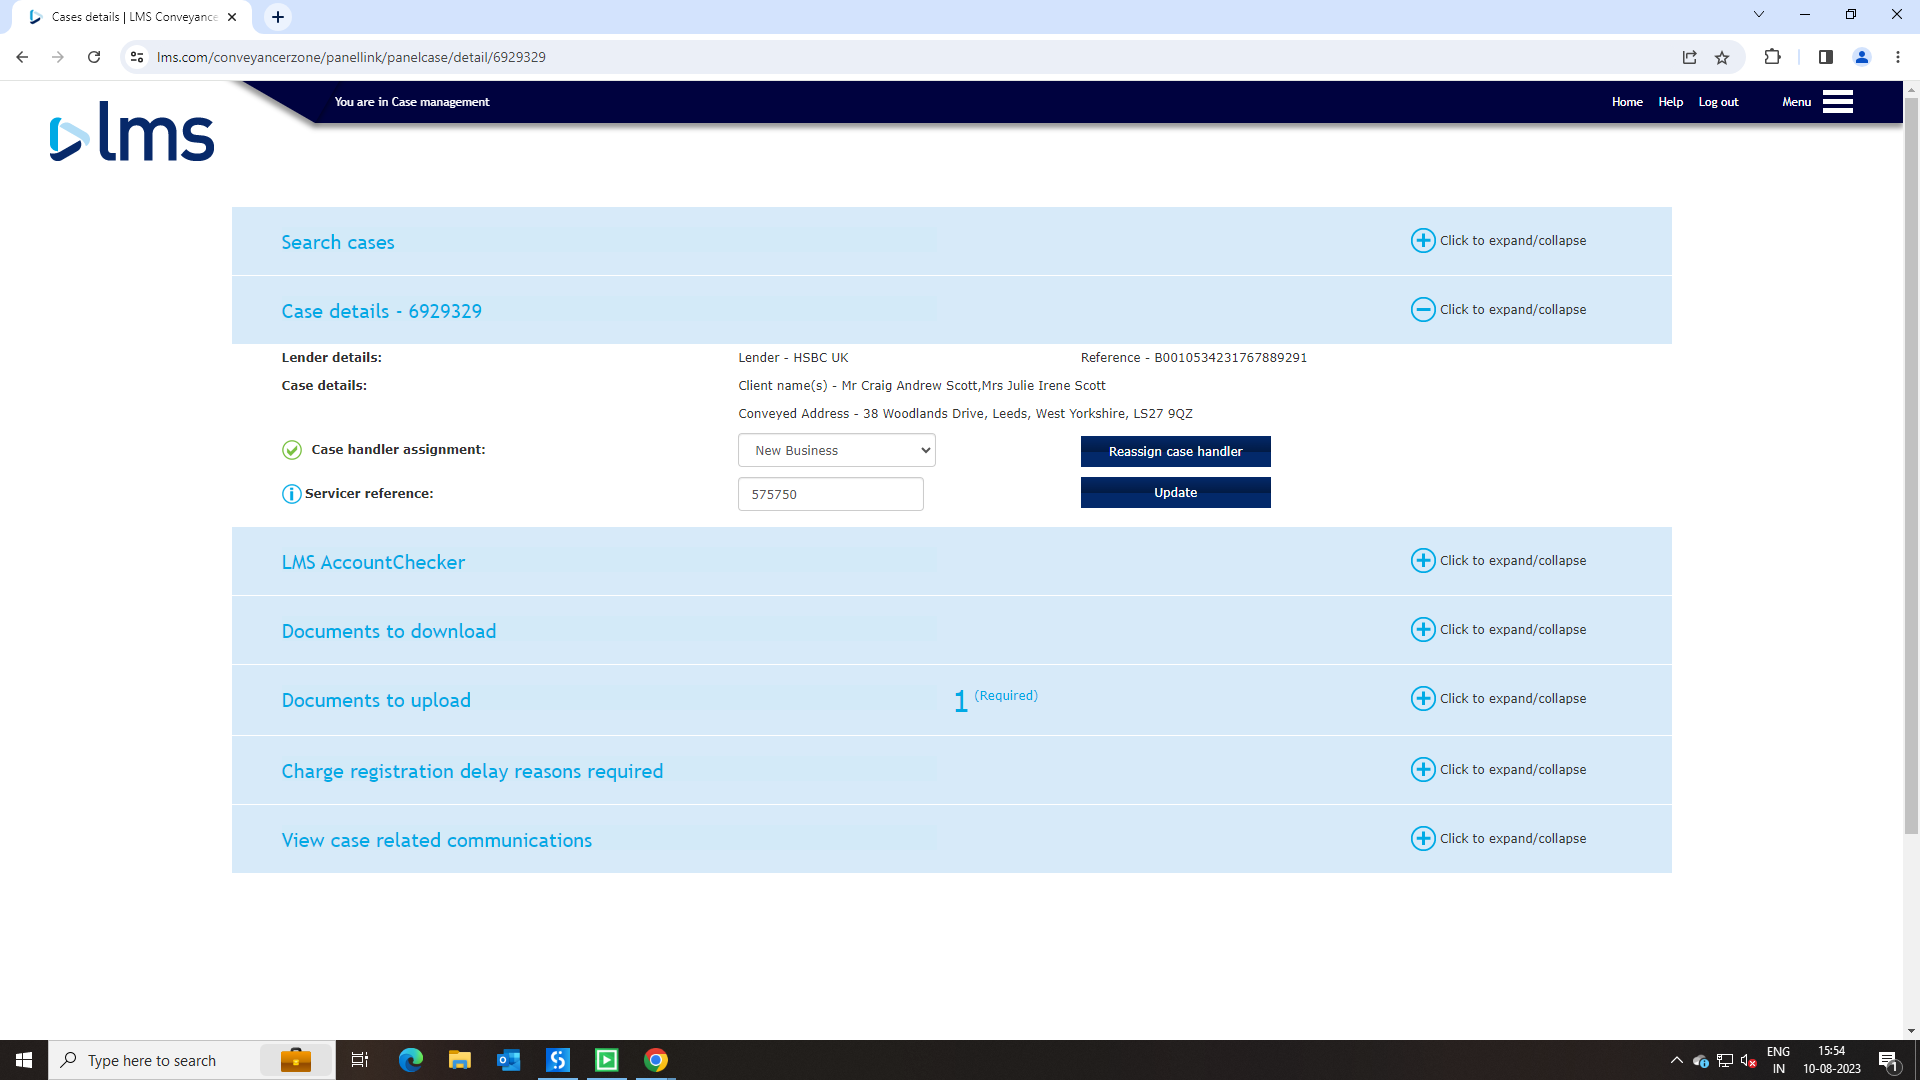 Cases details | LMS Conveyance
lms.com/conveyancerzone/panellink/panelcase/detail/6929329
You are in Case management
Home Help Log out Menu
lms
Search cases Click to expand/collapse
Case details - 6929329 Click to expand/collapse
Lender details: Lender - HSBC UK Reference - B0010534231767889291
Case details: Client name(s) - Mr Craig Andrew Scott,Mrs Julie Irene Scott
Conveyed Address - 38 Woodlands Drive, Leeds, West Yorkshire, LS27 9QZ
Case handler assignment: New Business Reassign case handler
Servicer reference: 575750 Update
LMS AccountChecker Click to expand/collapse
Documents to download Click to expand/collapse
Documents to upload 1 (Required) Click to expand/collapse
Charge registration delay reasons required Click to expand/collapse
View case related communications Click to expand/collapse
Type here to search
ENG
IN
15:54
10-08-2023
1